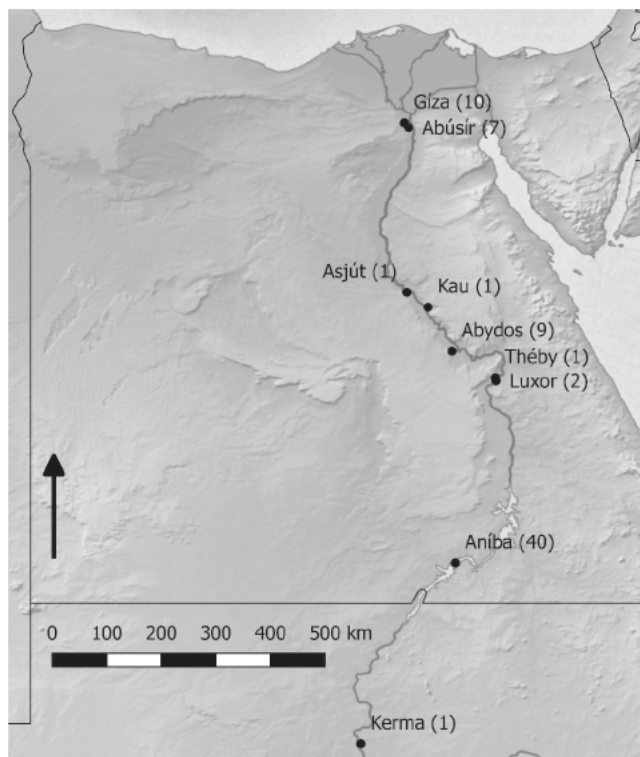 Gíza (10)
Abúsír (7)
Asjút (1)
Kau (1)
Abydos (9)
Théby (1)
Luxor (2)
Aníba (40)
0 100 200 300 400 500 km
Kerma (1)